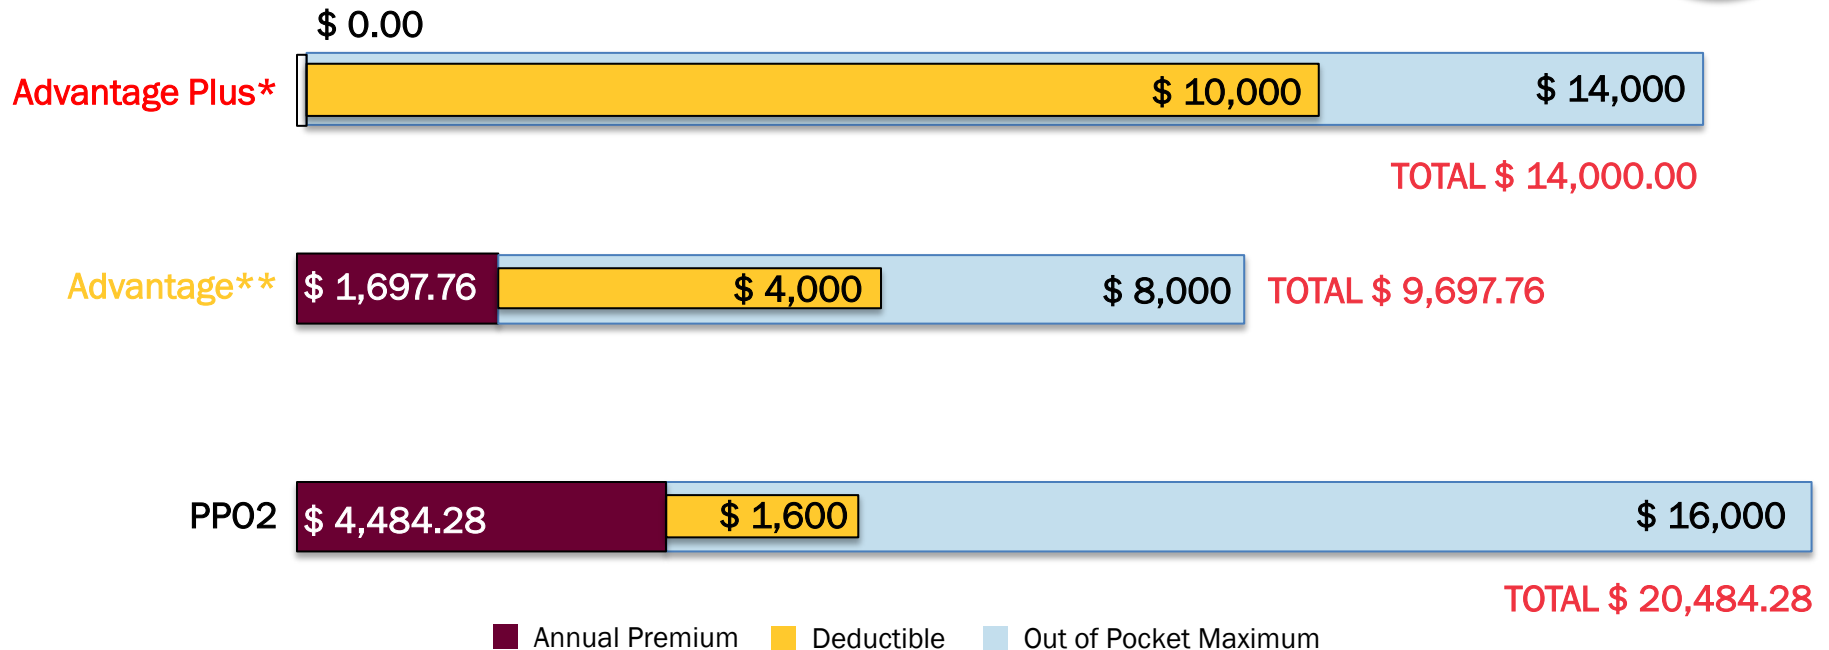 $ 0.00
Advantage Plus*
$ 10,000
$ 14,000
TOTAL $ 14,000.00
Advantage**
$ 1,697.76
$ 4,000
$ 8,000
TOTAL $ 9,697.76
PPO2
$ 4,484.28
$ 1,600
$ 16,000
TOTAL $ 20,484.28
Annual Premium
Deductible
Out of Pocket Maximum